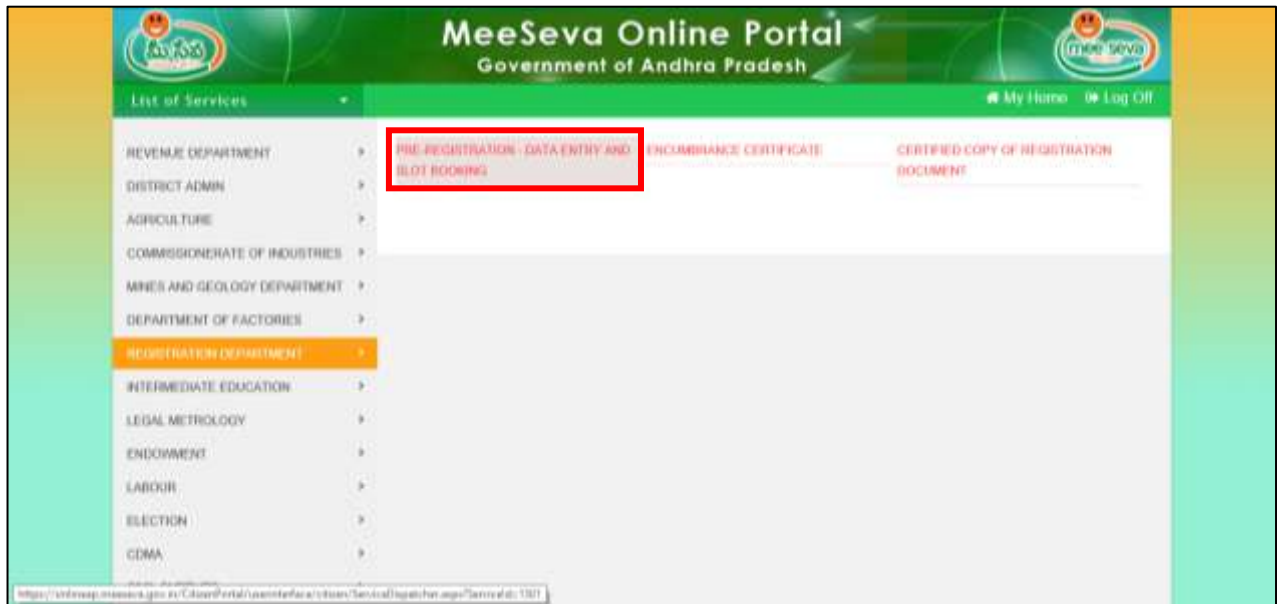 మీసేవ
MeeSeva Online Portal
Government of Andhra Pradesh
mee seva
List of Services
My Home Log Off
REVENUE DEPARTMENT
DISTRICT ADMIN
AGRICULTURE
COMMISSIONERATE OF INDUSTRIES
MINES AND GEOLOGY DEPARTMENT
DEPARTMENT OF FACTORIES
REGISTRATION DEPARTMENT
INTERMEDIATE EDUCATION
LEGAL METROLOGY
ENDOWMENT
LABOUR
ELECTION
CDMA
PRE-REGISTRATION - DATA ENTRY AND
SLOT BOOKING
ENCUMBRANCE CERTIFICATE
CERTIFIED COPY OF REGISTRATION
DOCUMENT